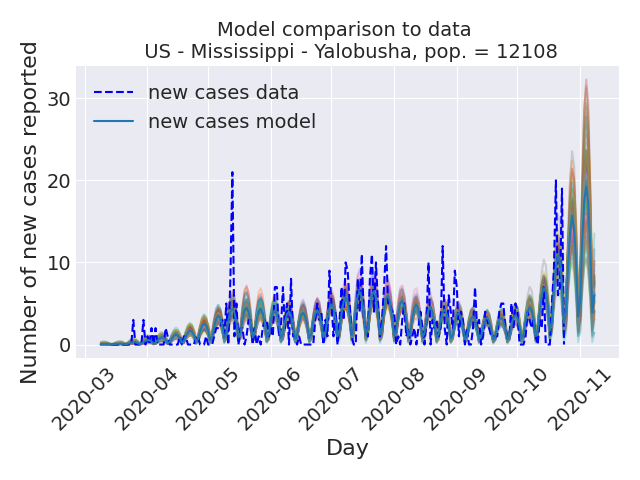 Model comparison to data
US - Mississippi - Yalobusha, pop. = 12108
Number of new cases reported
30
20
10
0
new cases data
new cases model
2020-03
2020-04
2020-05
2020-06
2020-07
2020-08
2020-09
2020-10
2020-11
Day